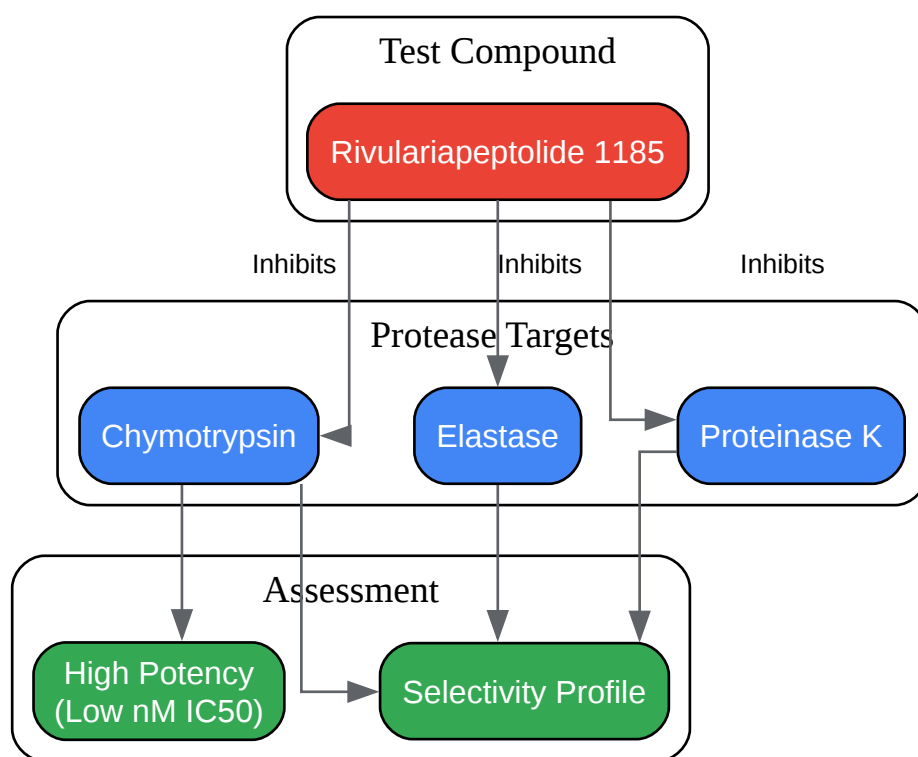 Test Compound
Rivulariapeptolide 1185
Inhibits
Inhibits
Inhibits
Protease Targets
Chymotrypsin
Elastase
Proteinase K
Assessment
High Potency
(Low nM IC50)
Selectivity Profile